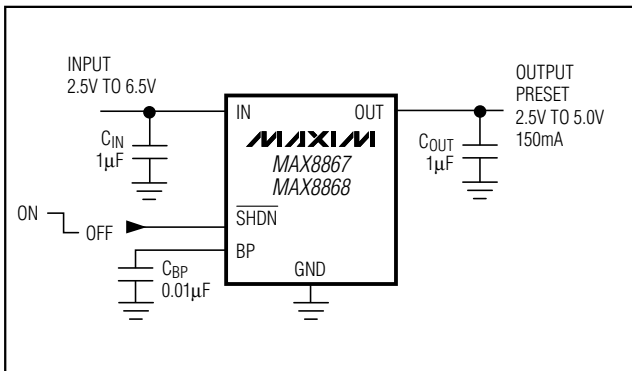 INPUT
2.5V TO 6.5V
OUTPUT
PRESET
2.5V TO 5.0V
150mA
IN
OUT
MAXIM
MAX8867
MAX8868
CIN
1µF
COUT
1µF
ON
OFF
SHDN
BP
GND
CBP
0.01µF